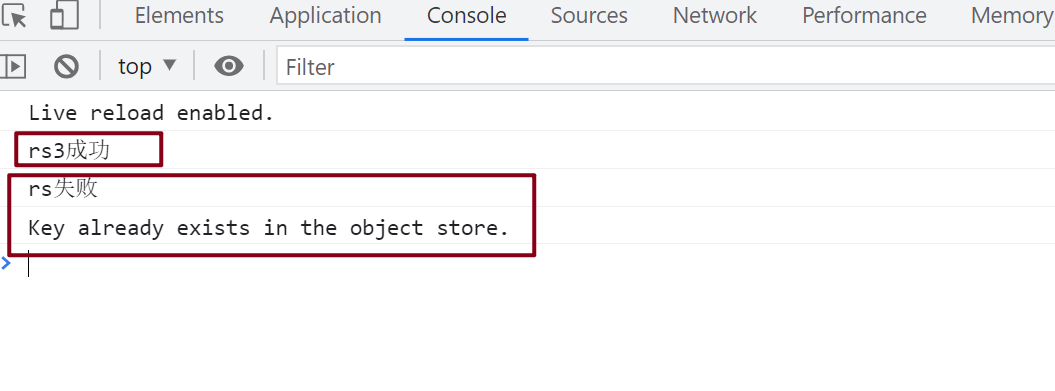 Elements Application Console Sources Network Performance Memory
top Filter
Live reload enabled.
rs3成功
rs失败
Key already exists in the object store.